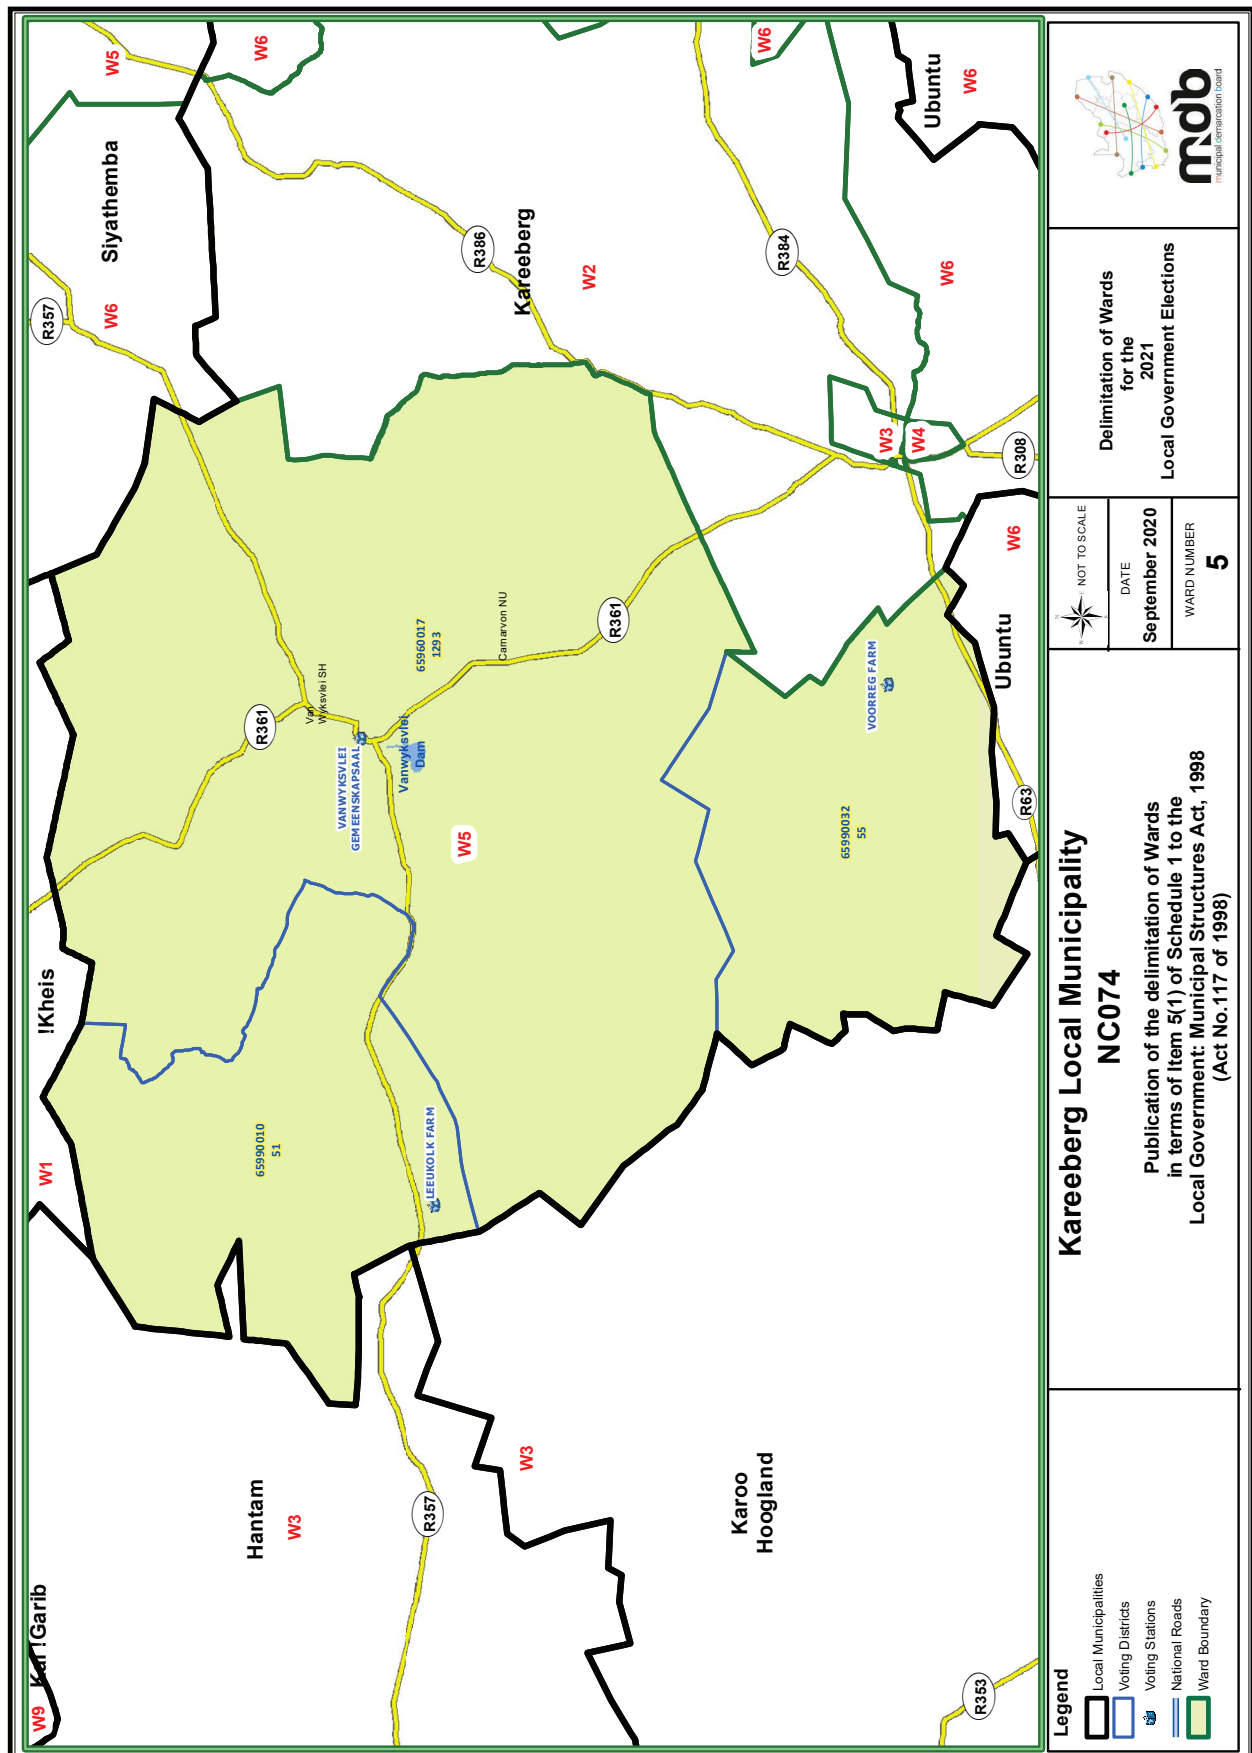 W9
Kai !Garib
Hantam
W3
R357
W3
Karoo
Hoogland
R353
W1
!Kheis
65990010
51
LEEUKOLK FARM
R361
VANWYKSVLEI
GEMEENSKAPSAAL
Van
Wyksvlei SH
Vanwyksvlei
Dam
W5
65960017
1293
Carnarvon NU
R361
65990032
55
VOORREG FARM
R63
Ubuntu
W6
R357
W6
Siyathemba
W5
W6
R386
Kareeberg
W2
R384
W6
W6
Ubuntu
W6
W3
W4
R308
Legend
Local Municipalities
Voting Districts
Voting Stations
National Roads
Ward Boundary
Kareeberg Local Municipality
NC074
Publication of the delimitation of Wards
in terms of Item 5(1) of Schedule 1 to the
Local Government: Municipal Structures Act, 1998
(Act No.117 of 1998)
N
W
E
S
NOT TO SCALE
DATE
September 2020
WARD NUMBER
5
Delimitation of Wards
for the
2021
Local Government Elections
mdb
municipal demarcation board